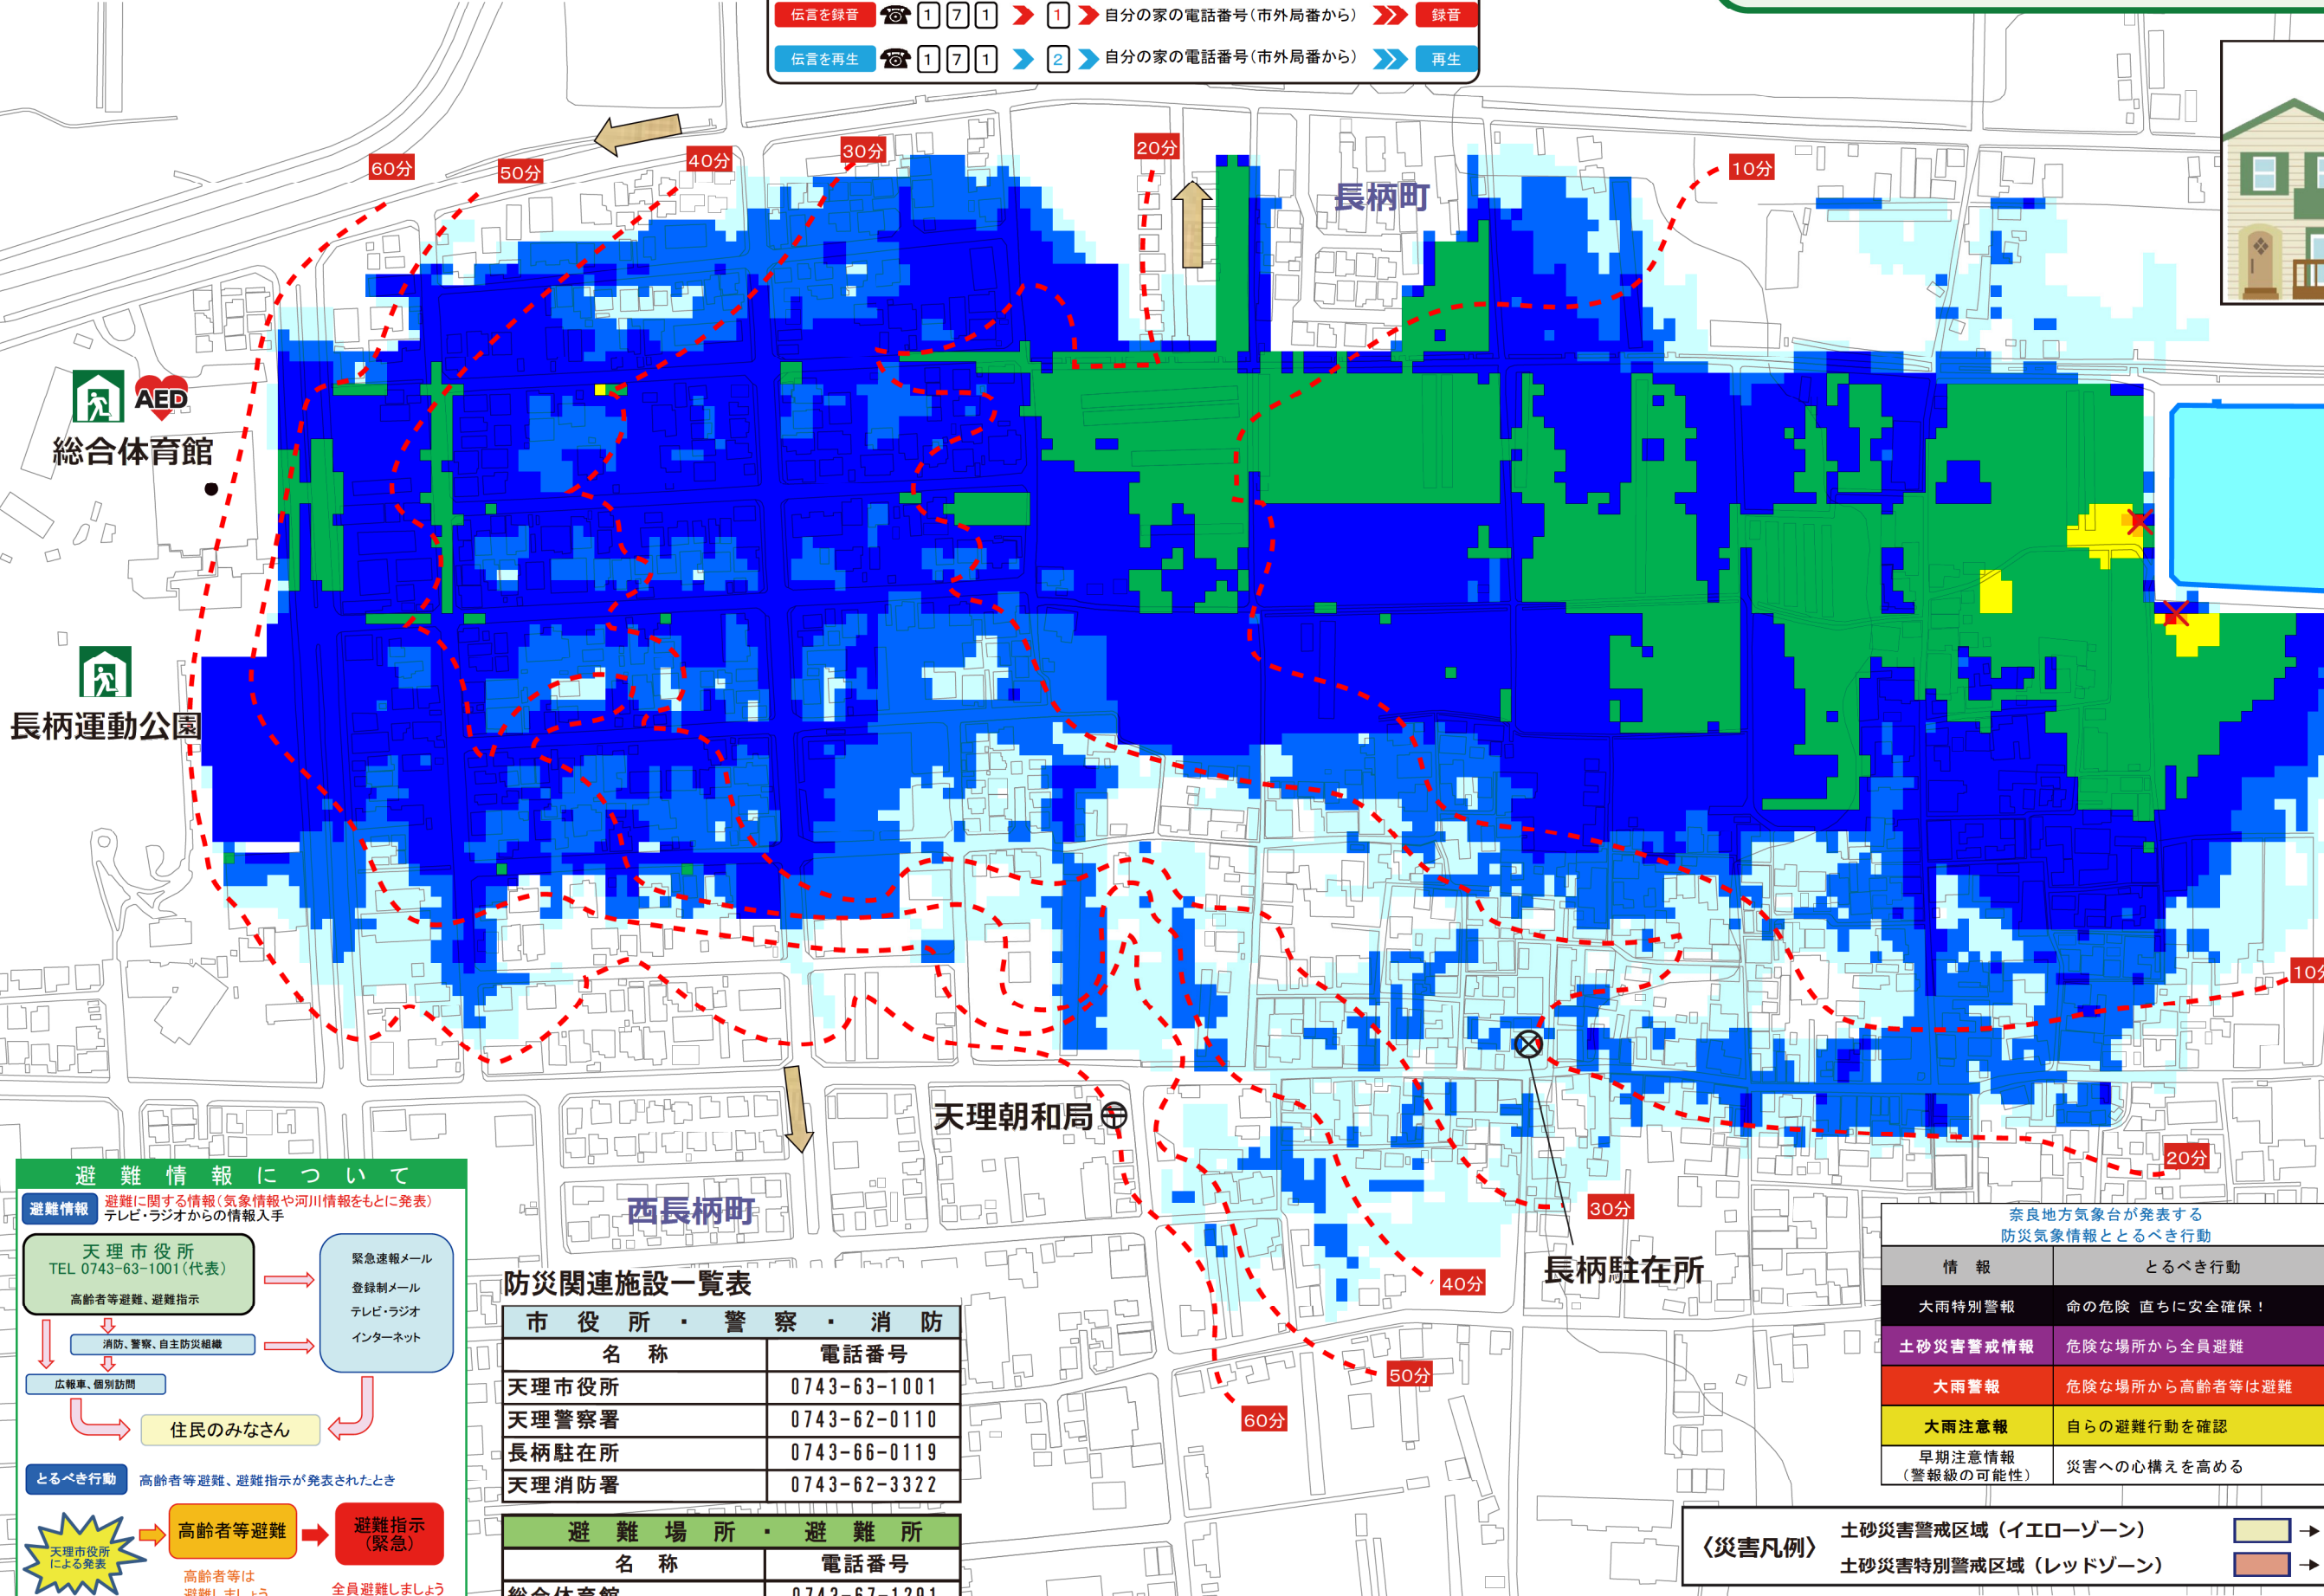 伝言を録音 1 7 1 1 自分の家の電話番号（市外局番から） 録音
伝言を再生 1 7 1 2 自分の家の電話番号（市外局番から） 再生
60分
50分
40分
30分
20分
10分
長柄町
AED
総合体育館
長柄運動公園
10分
天理朝和局
西長柄町
20分
30分
長柄駐在所
40分
50分
60分
避難情報について
避難情報
避難に関する情報（気象情報や河川情報をもとに発表）
テレビ・ラジオからの情報入手
天理市役所
TEL 0743-63-1001（代表）
高齢者等避難、避難指示
緊急速報メール
登録制メール
テレビ・ラジオ
インターネット
消防、警察、自主防災組織
広報車、個別訪問
住民のみなさん
とるべき行動
高齢者等避難、避難指示が発表されたとき
天理市役所
による発表
高齢者等避難
避難指示
（緊急）
高齢者等は
避難しましょう
全員避難しましょう
防災関連施設一覧表
市役所・警察・消防
名称 電話番号
天理市役所 0743-63-1001
天理警察署 0743-62-0110
長柄駐在所 0743-66-0119
天理消防署 0743-62-3322
避難場所・避難所
名称 電話番号
総合体育館 0743-67-1291
奈良地方気象台が発表する
防災気象情報ととるべき行動
情報 とるべき行動
大雨特別警報 命の危険 直ちに安全確保！
土砂災害警戒情報 危険な場所から全員避難
大雨警報 危険な場所から高齢者等は避難
大雨注意報 自らの避難行動を確認
早期注意情報
（警報級の可能性）
災害への心構えを高める
〈災害凡例〉
土砂災害警戒区域（イエローゾーン）
土砂災害特別警戒区域（レッドゾーン）